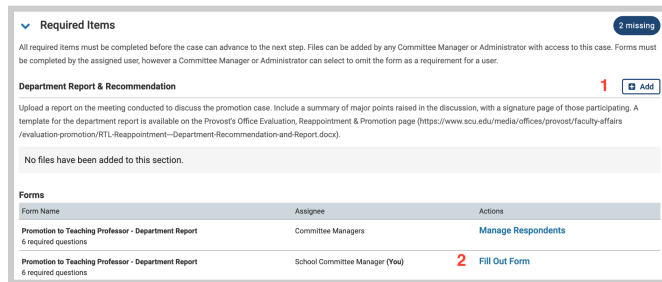 Required Items
2 missing
All required items must be completed before the case can advance to the next step. Files can be added by any Committee Manager or Administrator with access to this case. Forms must
be completed by the assigned user, however a Committee Manager or Administrator can select to omit the form as a requirement for a user.
Department Report & Recommendation
1
Add
Upload a report on the meeting conducted to discuss the promotion case. Include a summary of major points raised in the discussion, with a signature page of those participating. A
template for the department report is available on the Provost's Office Evaluation, Reappointment & Promotion page (https://www.scu.edu/media/offices/provost/faculty-affairs
/evaluation-promotion/RTL-Reappointment—Department-Recommendation-and-Report.docx).
No files have been added to this section.
Forms
Form Name Assignee Actions
Promotion to Teaching Professor - Department Report Committee Managers Manage Respondents
6 required questions
Promotion to Teaching Professor - Department Report School Committee Manager (You) 2 Fill Out Form
6 required questions